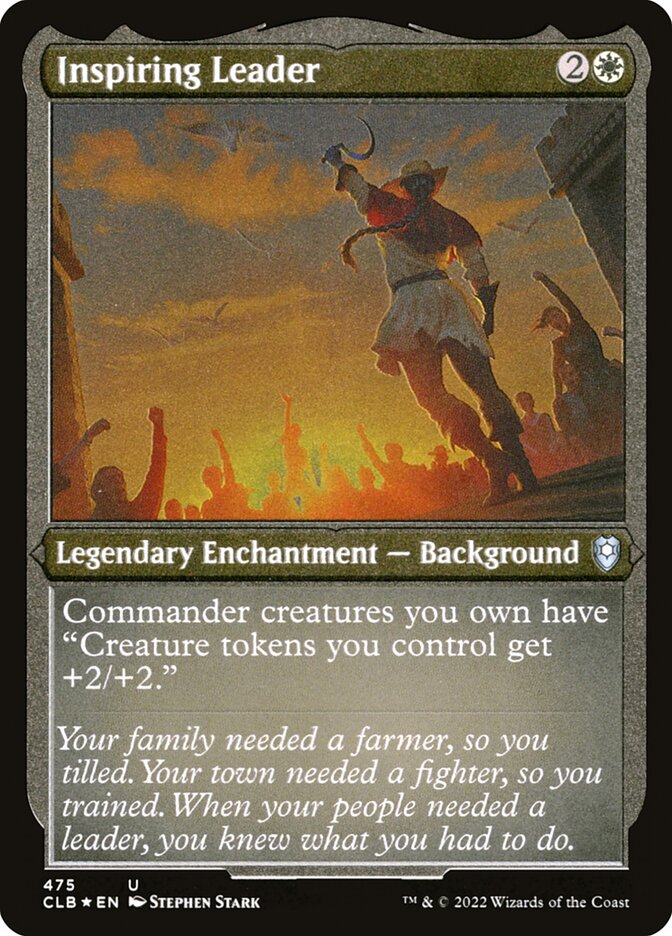 Inspiring Leader 2
Legendary Enchantment — Background
Commander creatures you own have
“Creature tokens you control get
+2/+2.”
Your family needed a farmer, so you
tilled. Your town needed a fighter, so you
trained. When your people needed a
leader, you knew what you had to do.
475 U
CLB★EN Stephen Stark ™ & © 2022 Wizards of the Coast